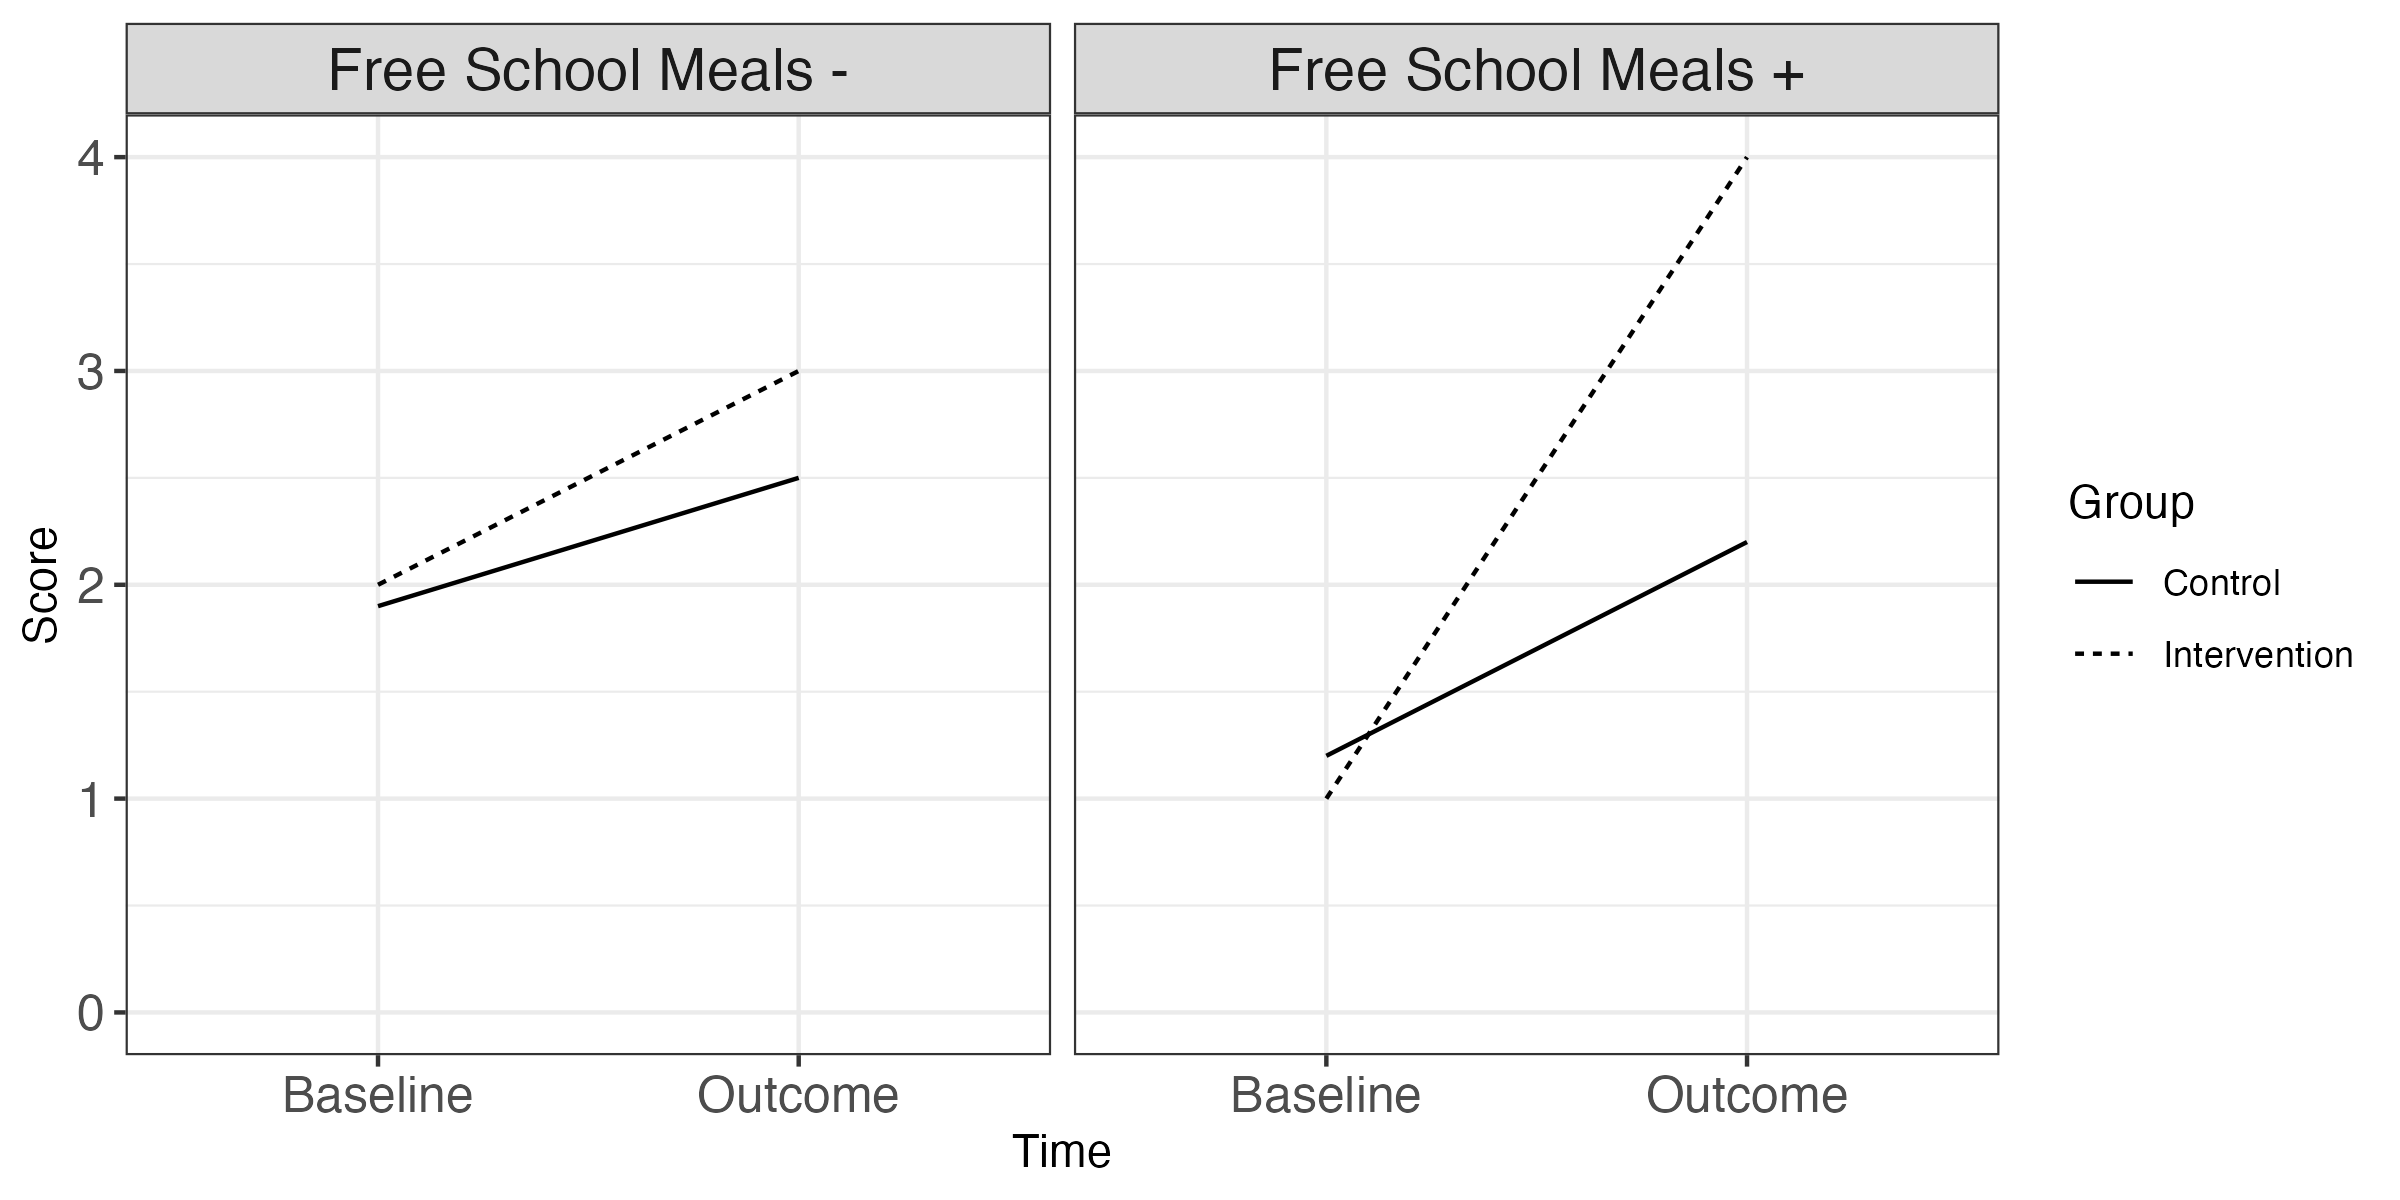 Free School Meals -
Free School Meals +
Score
4
3
2
1
0
Baseline
Outcome
Baseline
Outcome
Time
Group
Control
Intervention